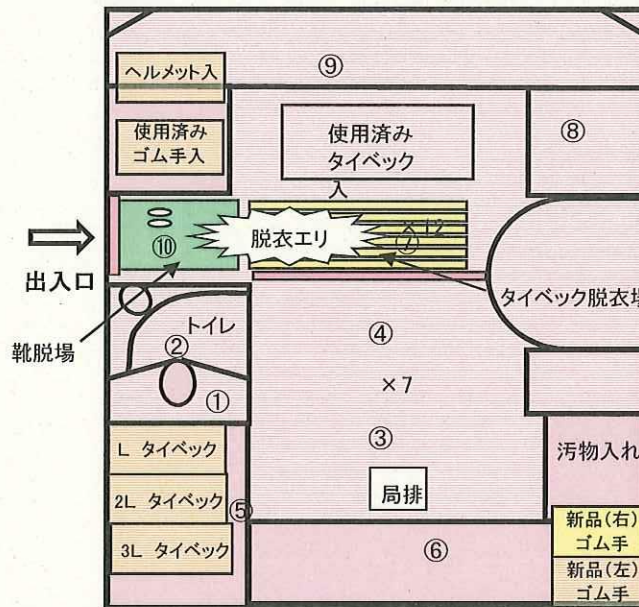 ⑨
ヘルメット入
使用済み
ゴム手入
使用済み
タイベック
入
⑧
⑩
脱衣エリ
×12
⑦
出入口
タイベック脱衣場
靴脱場
トイレ
②
①
④
×7
③
局排
L タイベック
2L タイベック
3L タイベック
⑤
⑥
汚物入れ
新品(右)
ゴム手
新品(左)
ゴム手